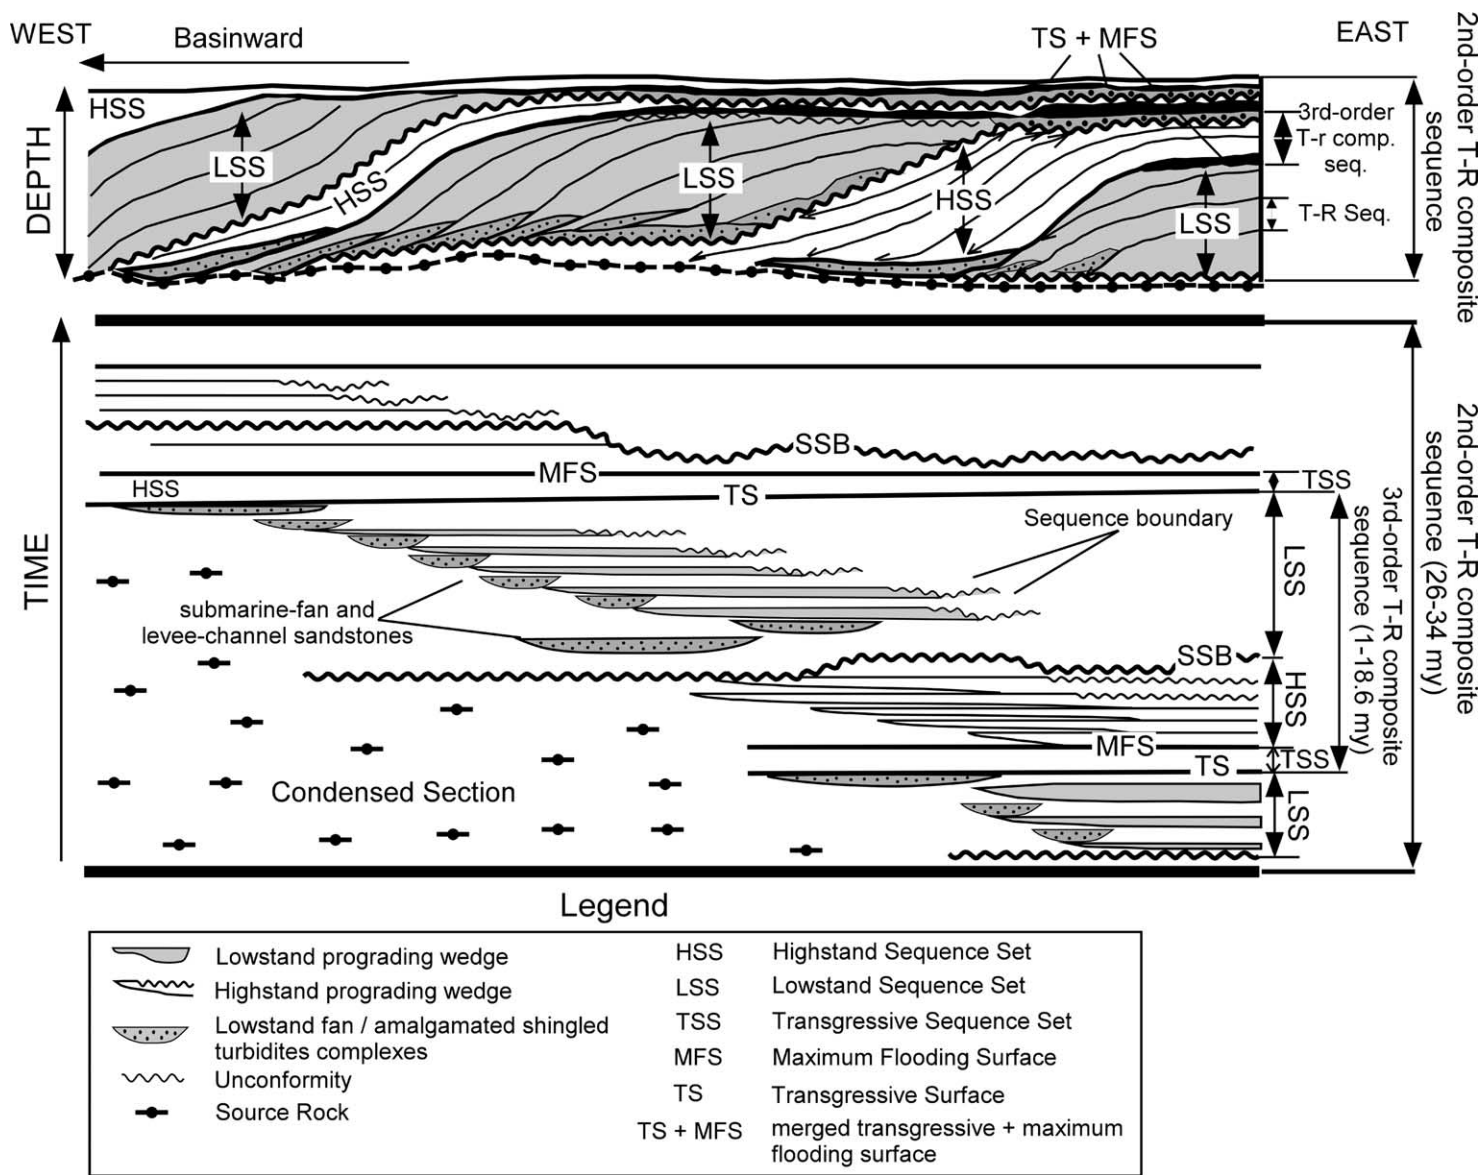 WEST
Basinward
TS + MFS
EAST
HSS
LSS
HSS
LSS
HSS
LSS
3rd-order
T-r comp.
seq.
T-R Seq.
DEPTH
2nd-order T-R composite
sequence
SSB
MFS
HSS
TS
TSS
Sequence boundary
submarine-fan and
levee-channel sandstones
LSS
SSB
HSS
MFS
TSS
TS
LSS
Condensed Section
TIME
3rd-order T-R composite
sequence (1-18.6 my)
2nd-order T-R composite
sequence (26-34 my)
Legend
Lowstand prograding wedge
Highstand prograding wedge
Lowstand fan / amalgamated shingled
turbidites complexes
Unconformity
Source Rock
HSS Highstand Sequence Set
LSS Lowstand Sequence Set
TSS Transgressive Sequence Set
MFS Maximum Flooding Surface
TS Transgressive Surface
TS + MFS merged transgressive + maximum
flooding surface